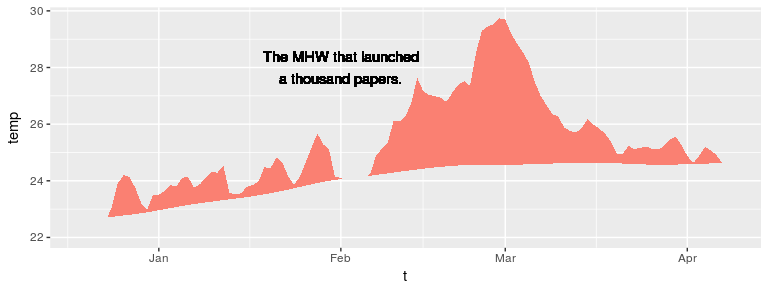 30
The MHW that launched
28
a thousand papers.
temp
26
24
22
Jan
Feb
Mar
Apr
t